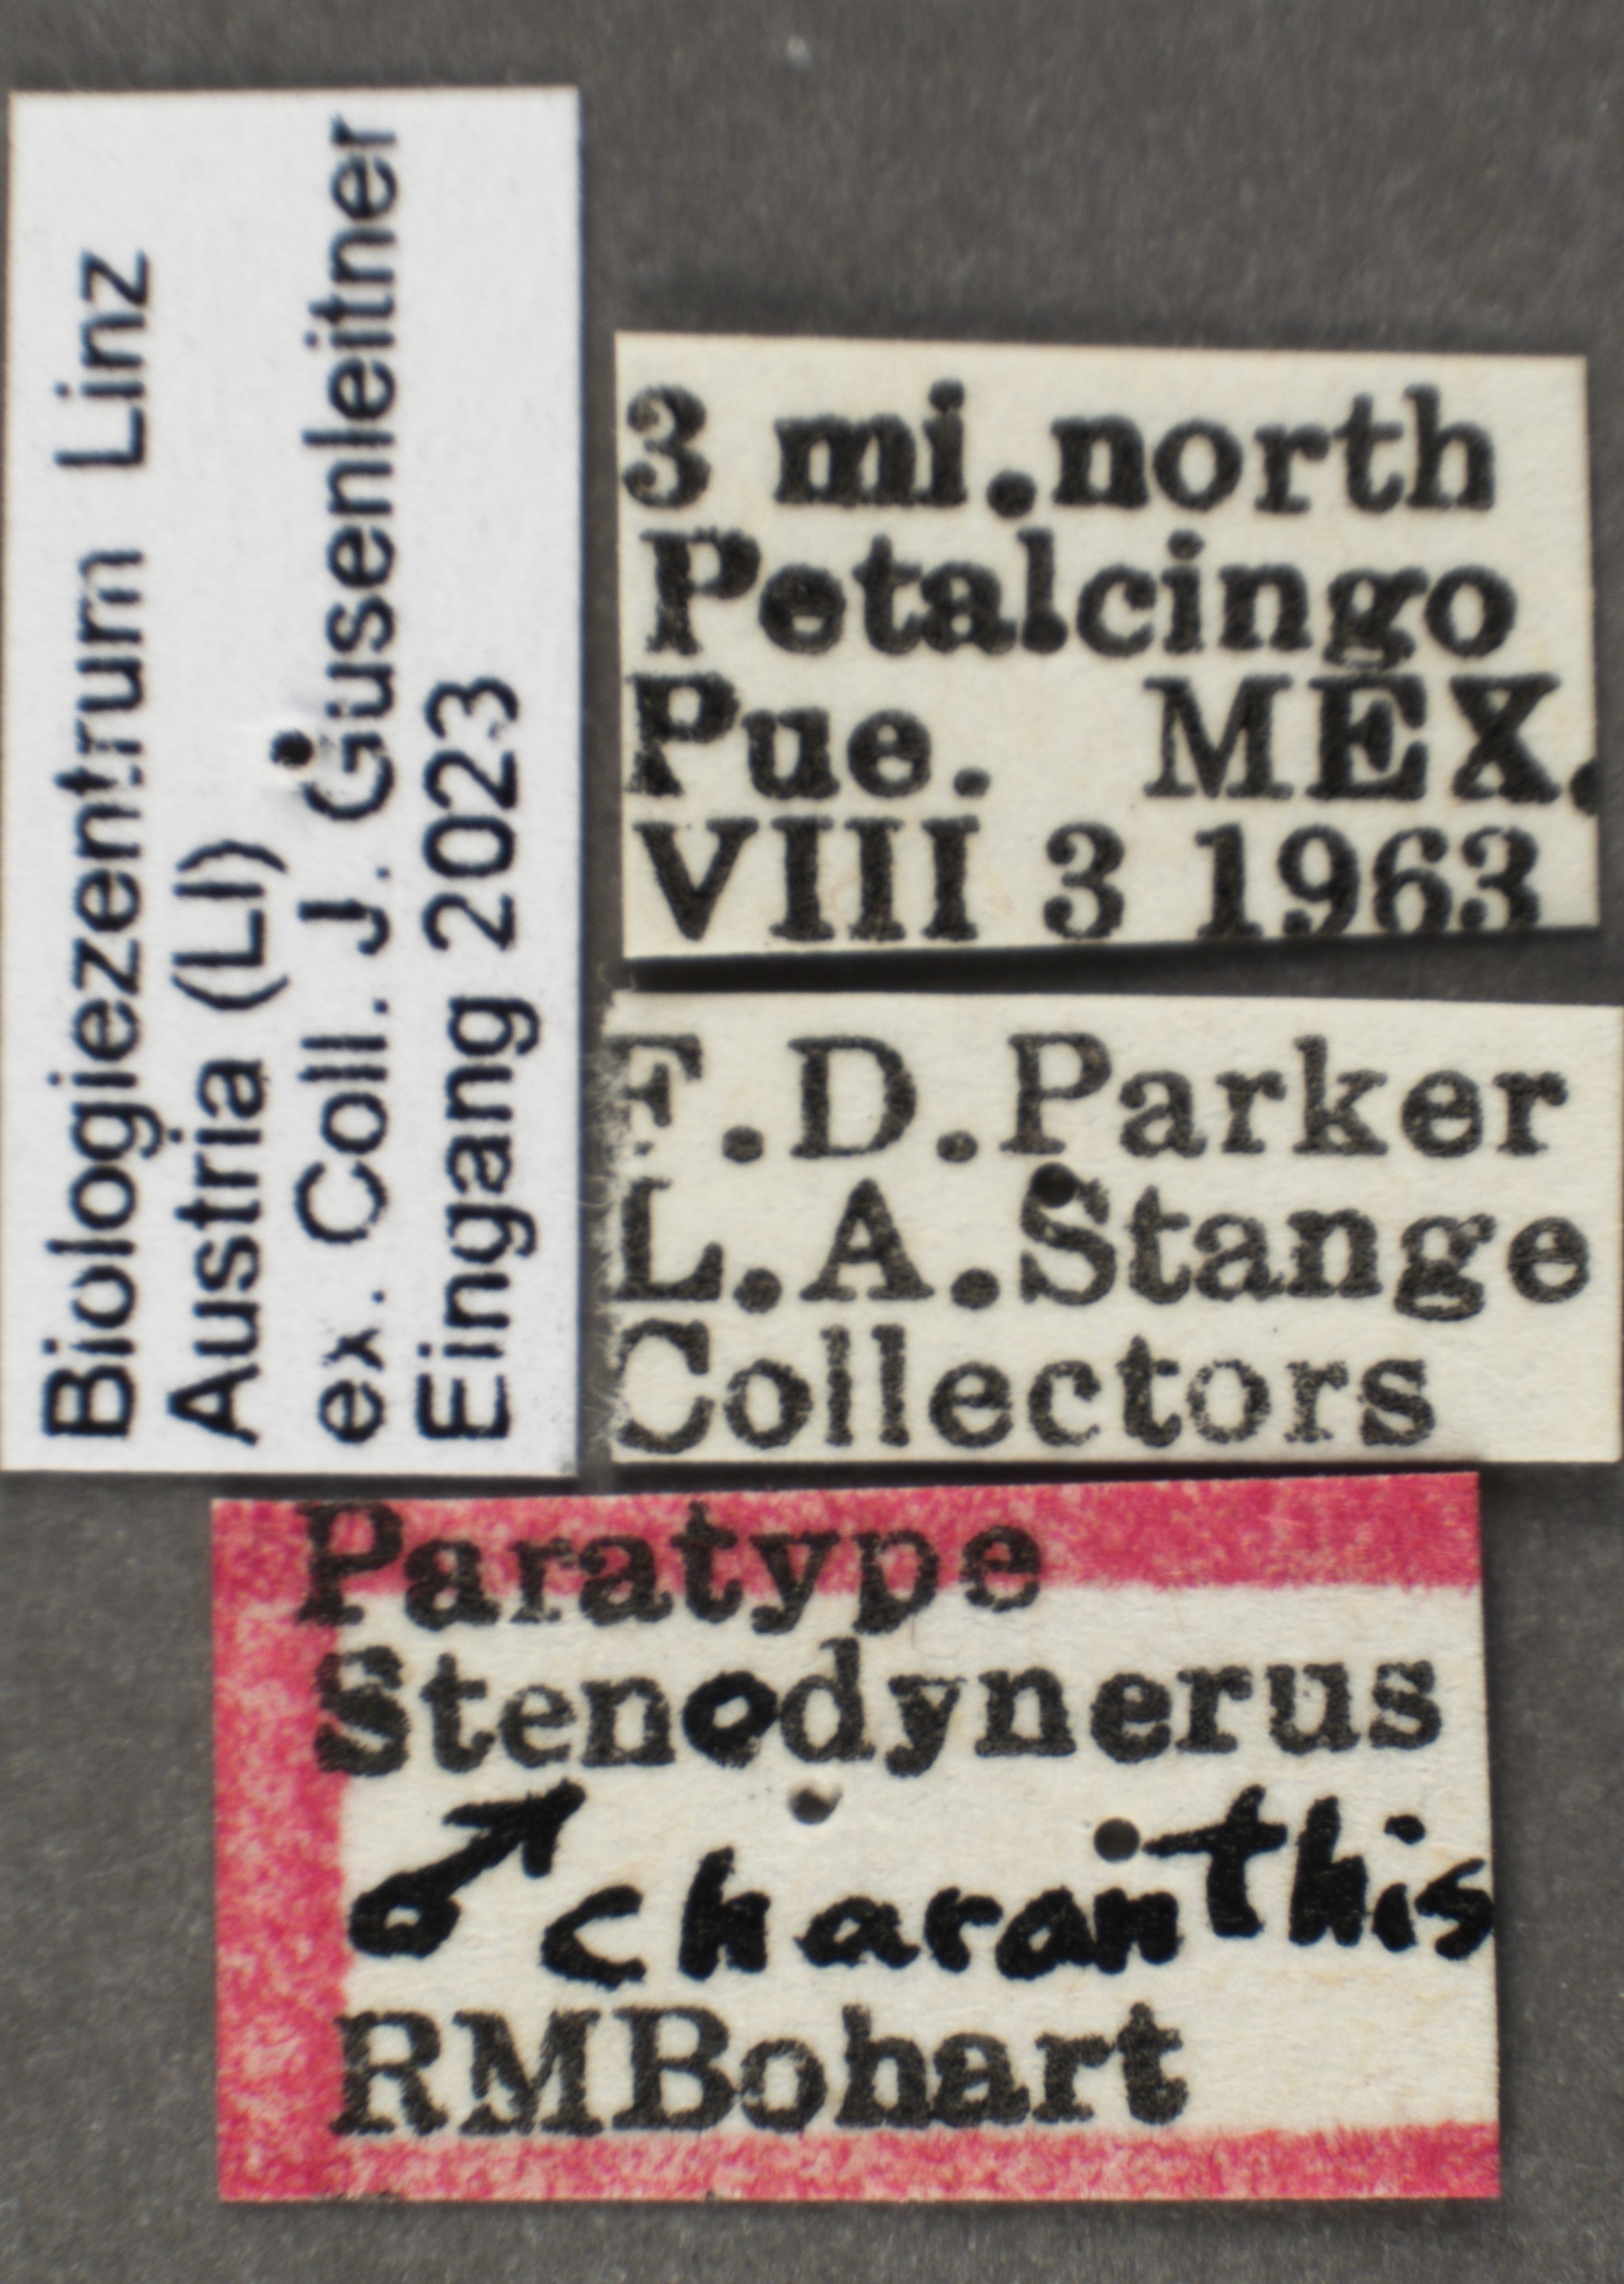 Biologiezentrum Linz
Austria (LI)
ex. Coll. J. Gusenleitner
Eingang 2023
3 mi.north
Petalcingo
Pue. MEX.
VIII 3 1963
F.D.Parker
L.A.Stange
Collectors
Paratype
Stenodynerus
♂ charanthis
RMBohart